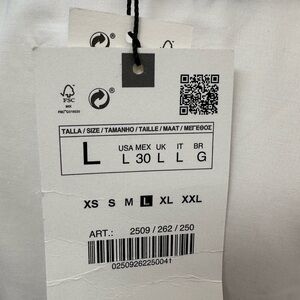 FSC
MIX
TALLA / SIZE / TAMANHO / TAILLE / MAAT / ΜΕΓΕΘΟΣ
L
USA MEX UK IT BR
L 30 L L G
XS S M L XL XXL
ART.: 2509 / 262 / 250
02509262250041